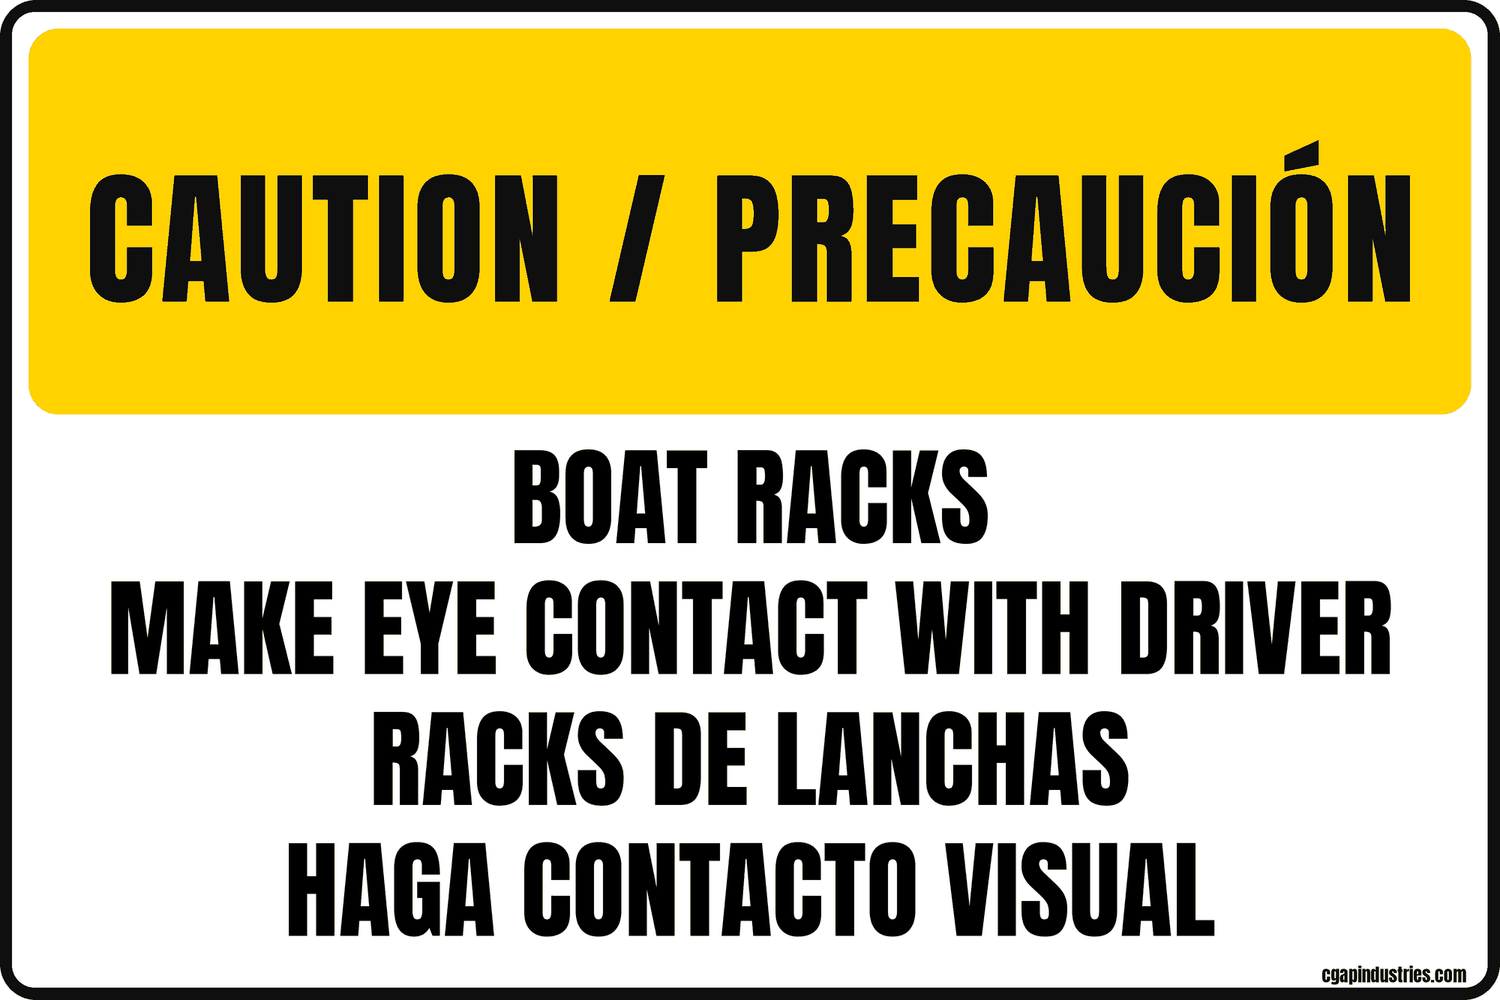 CAUTION / PRECAUCIÓN
BOAT RACKS
MAKE EYE CONTACT WITH DRIVER
RACKS DE LANCHAS
HAGA CONTACTO VISUAL
cgapindustries.com